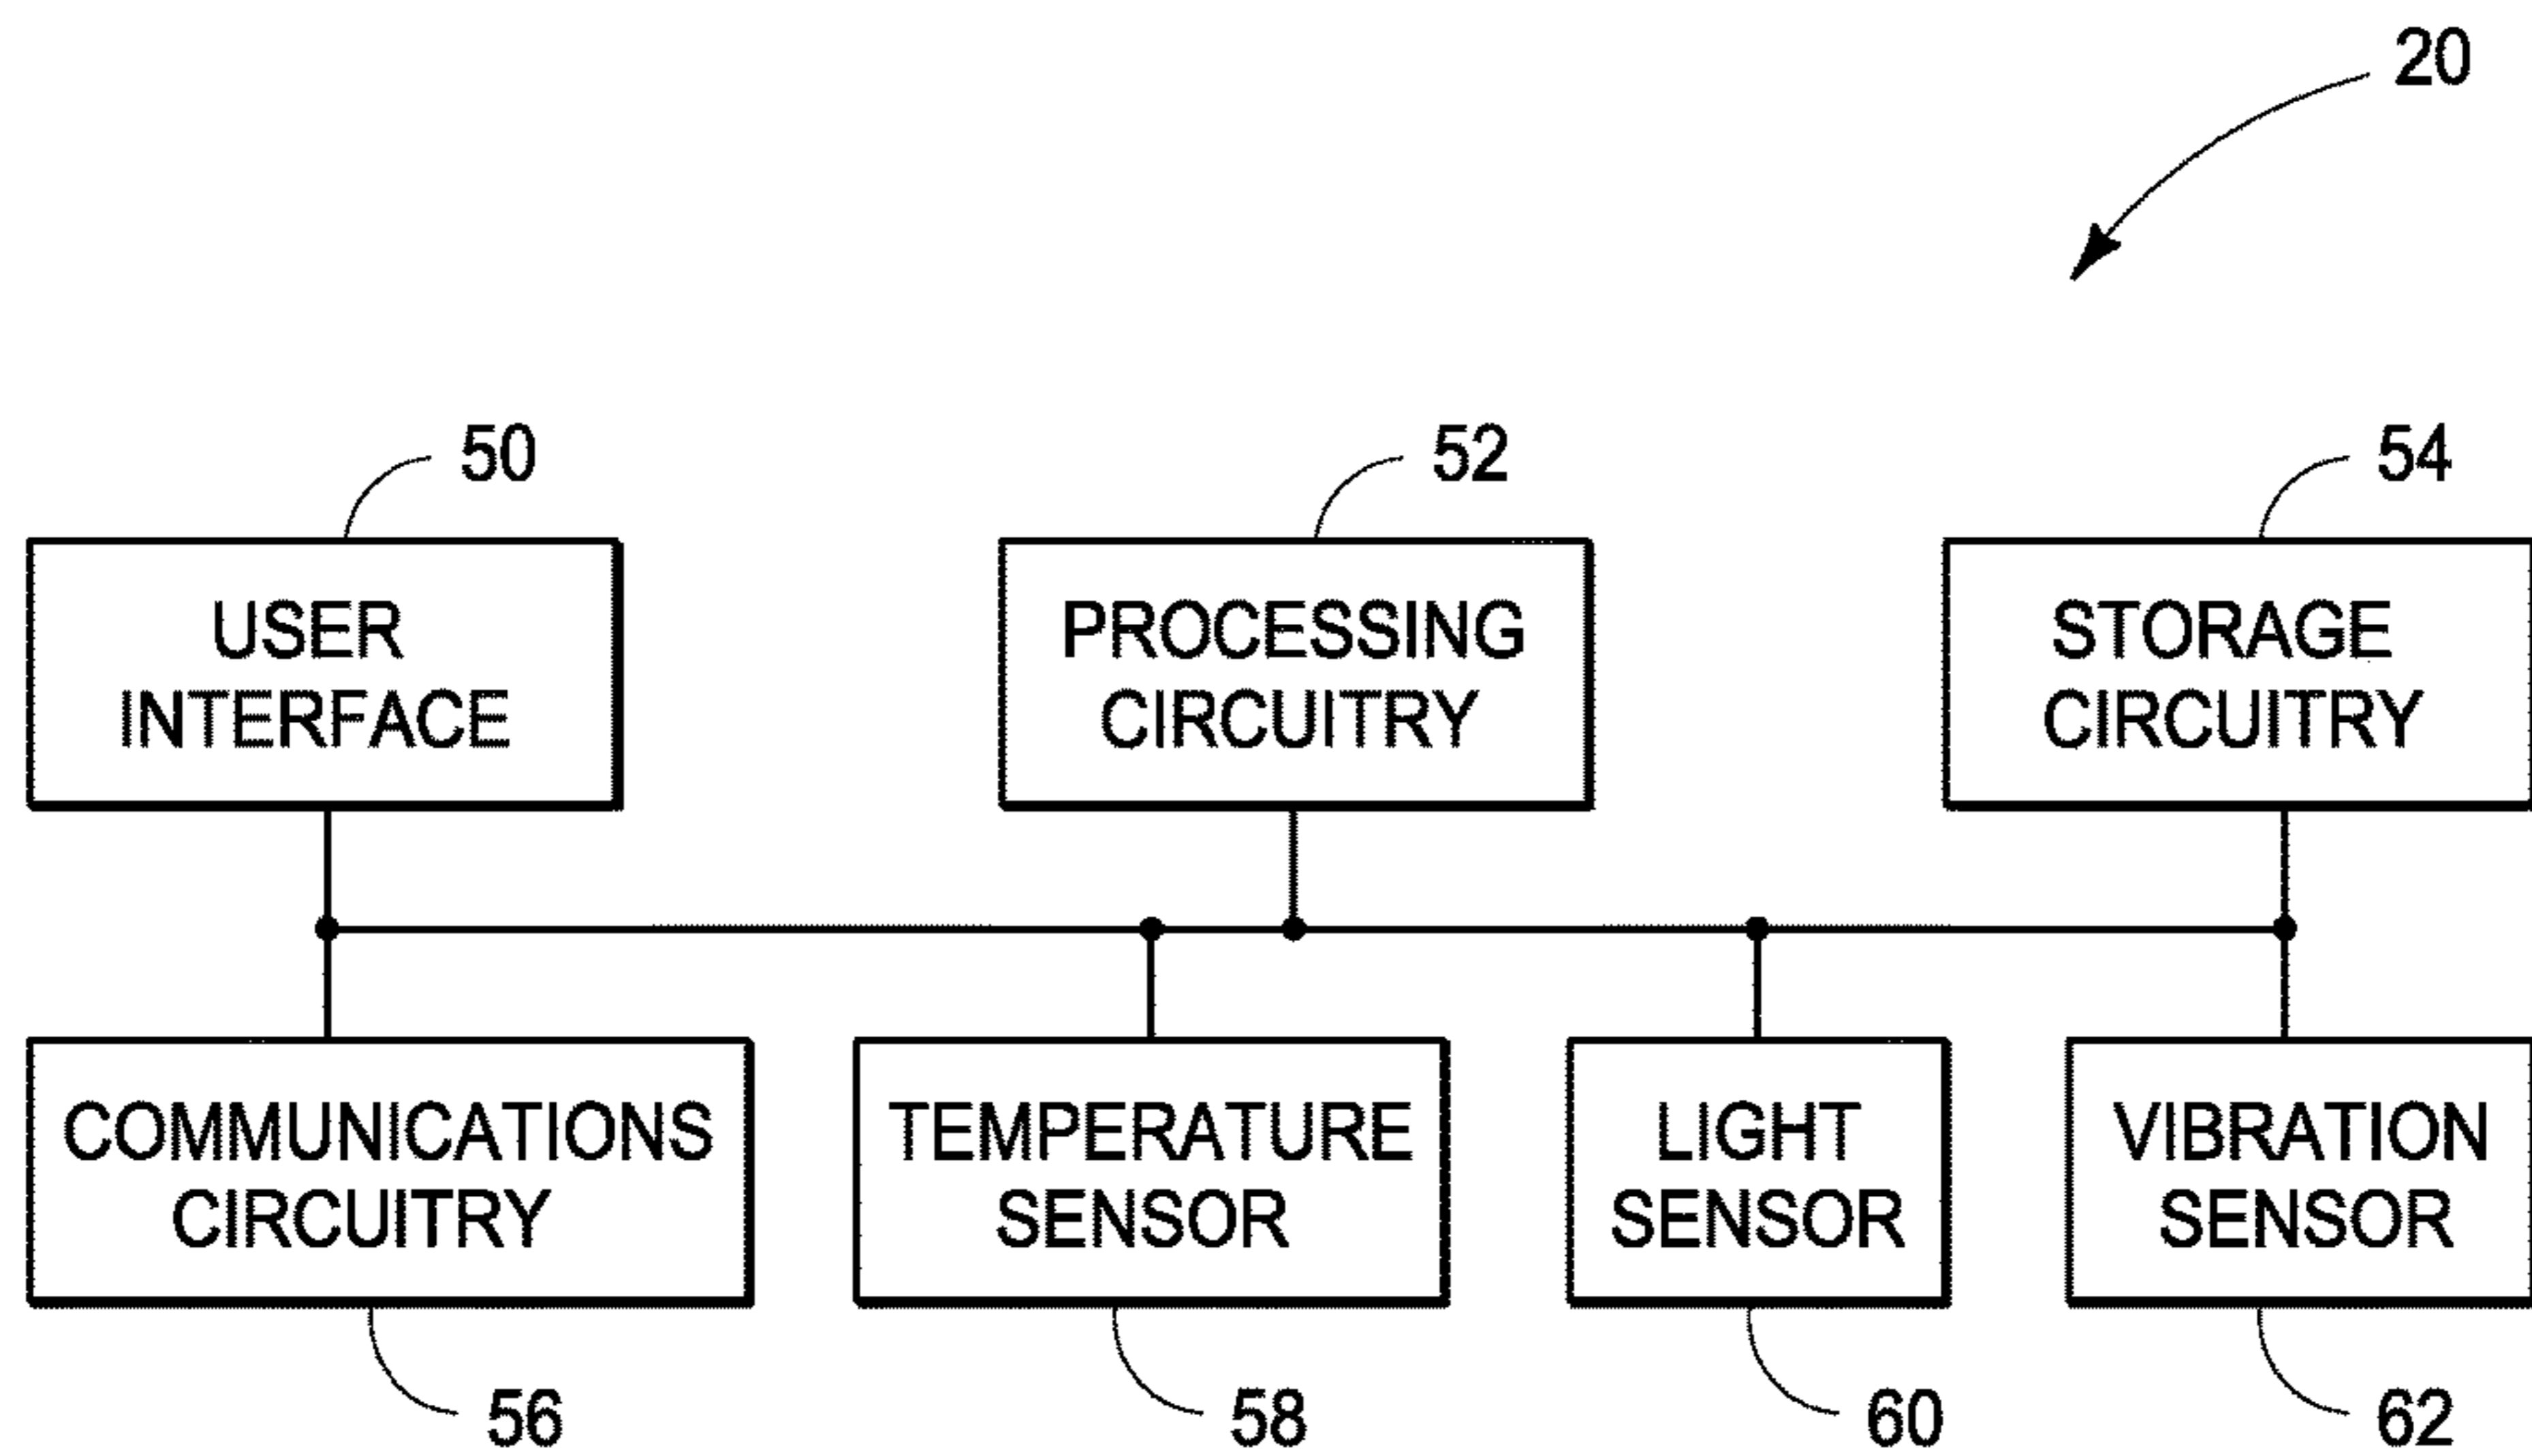 20
50
52
54
USER
INTERFACE
PROCESSING
CIRCUITRY
STORAGE
CIRCUITRY
COMMUNICATIONS
CIRCUITRY
TEMPERATURE
SENSOR
LIGHT
SENSOR
VIBRATION
SENSOR
56
58
60
62